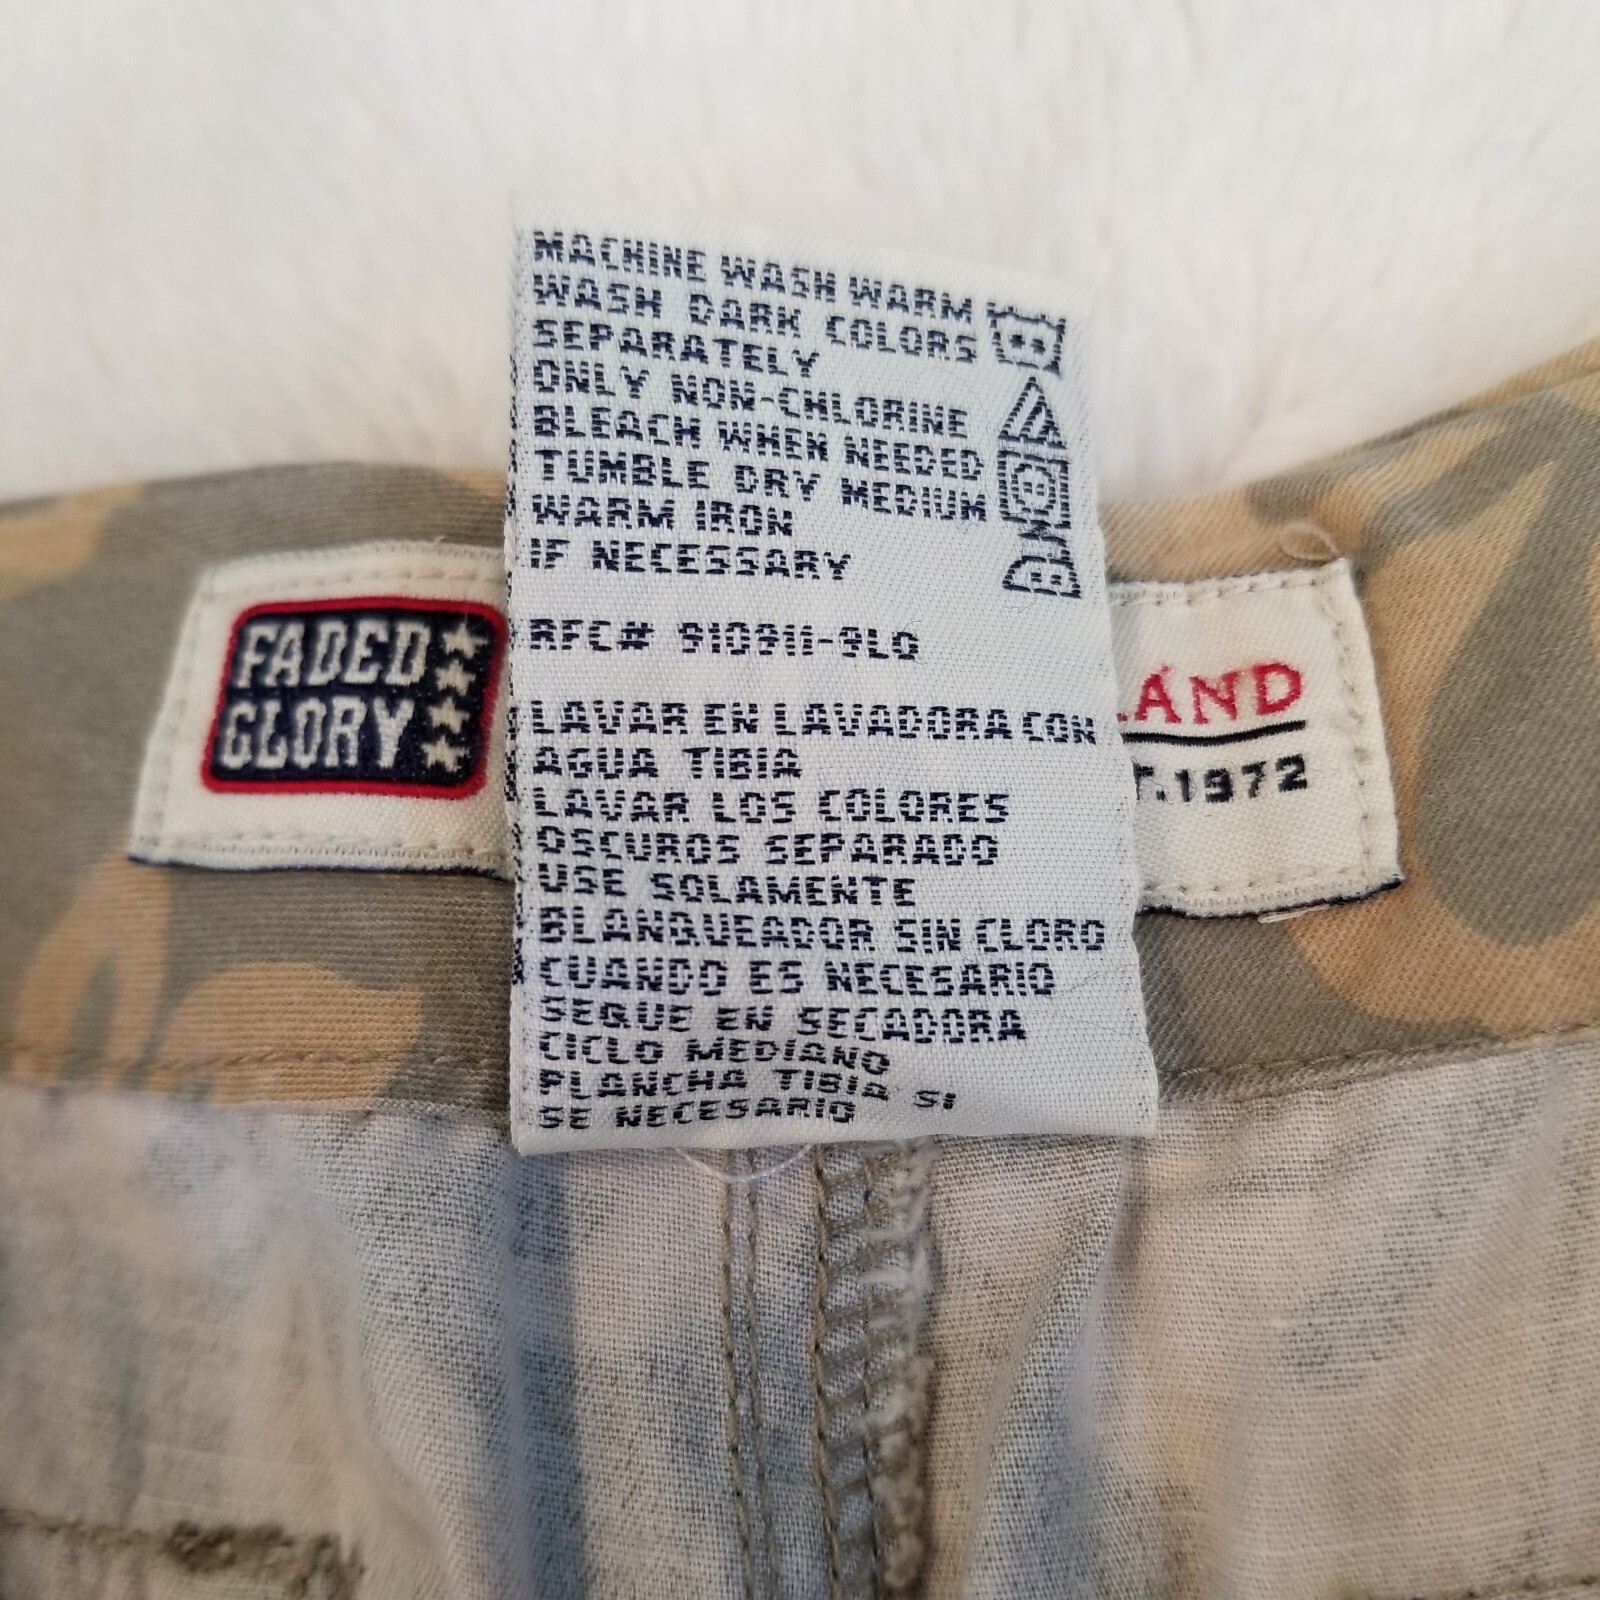 MACHINE WASH WARM
WASH DARK COLORS
SEPARATELY
ONLY NON-CHLORINE
BLEACH WHEN NEEDED
TUMBLE DRY MEDIUM
WARM IRON
IF NECESSARY
RFC# 910911-9LG
LAVAR EN LAVADORA CON
AGUA TIBIA
LAVAR LOS COLORES
OSCUROS SEPARADO
USE SOLAMENTE
BLANQUEADOR SIN CLORO
CUANDO ES NECESARIO
SEQUE EN SECADORA
CICLO MEDIANO
PLANCHA TIBIA SI
SE NECESARIO
FADED
GLORY
LAND
T.1972